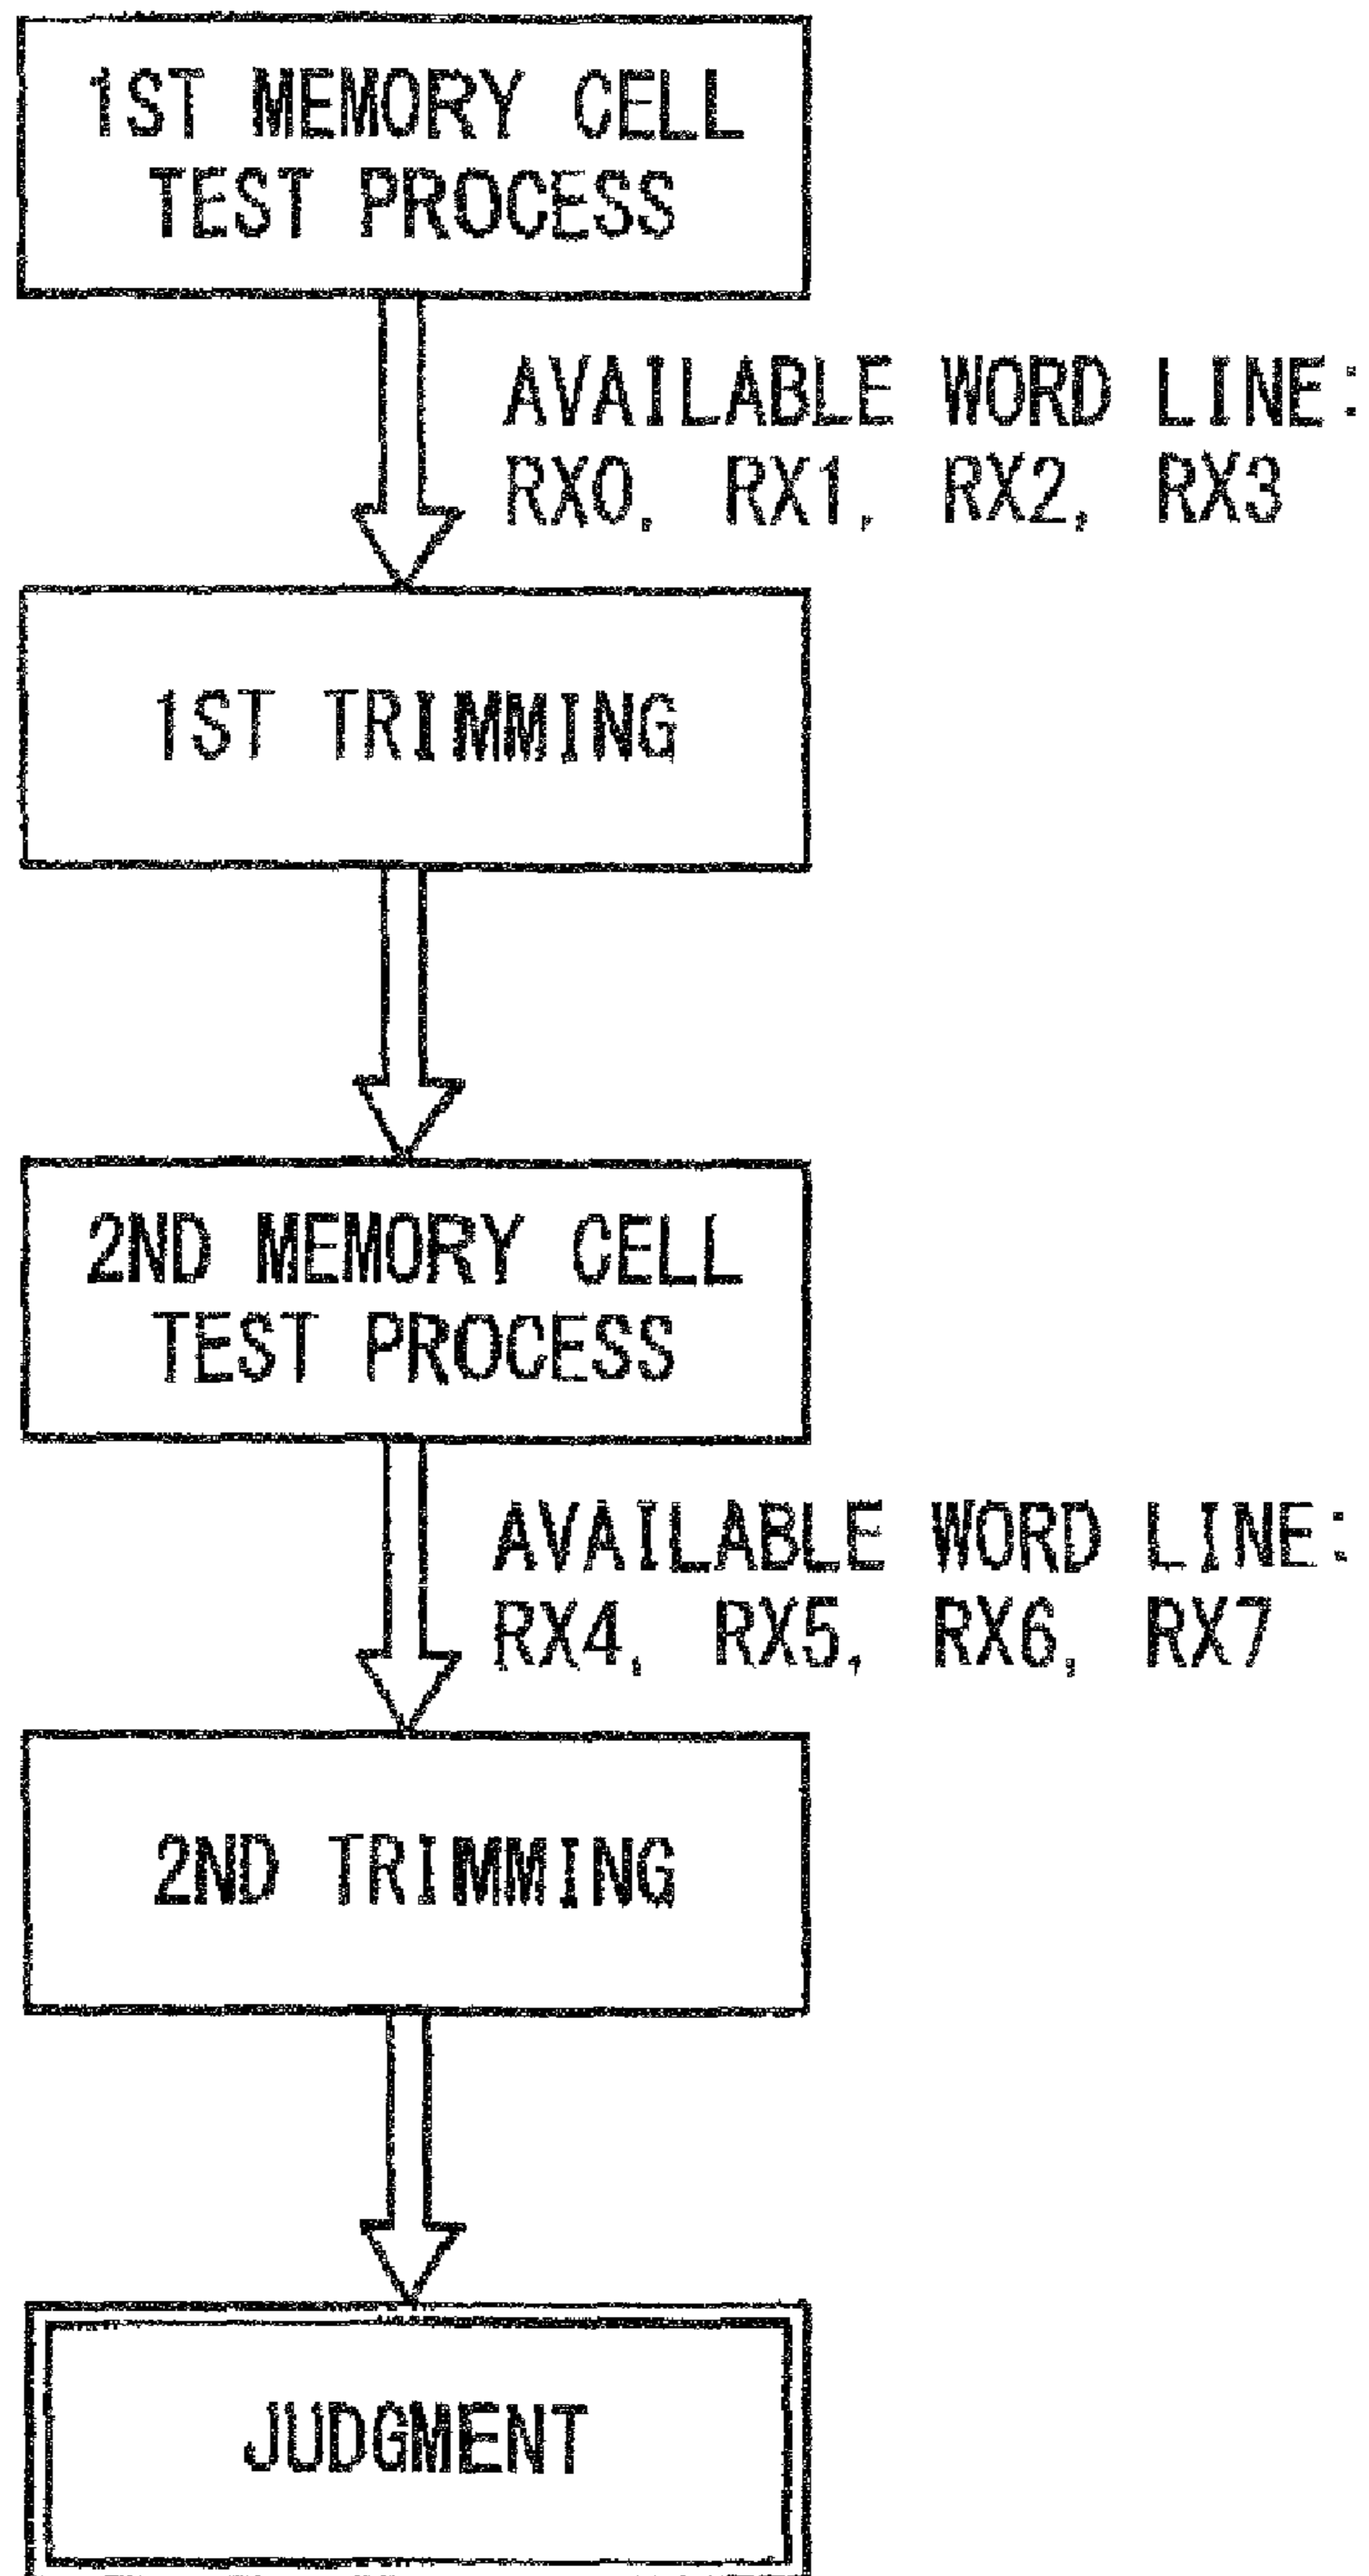 1ST MEMORY CELL
TEST PROCESS
AVAILABLE WORD LINE:
RX0, RX1, RX2, RX3
1ST TRIMMING
2ND MEMORY CELL
TEST PROCESS
AVAILABLE WORD LINE:
RX4, RX5, RX6, RX7
2ND TRIMMING
JUDGMENT